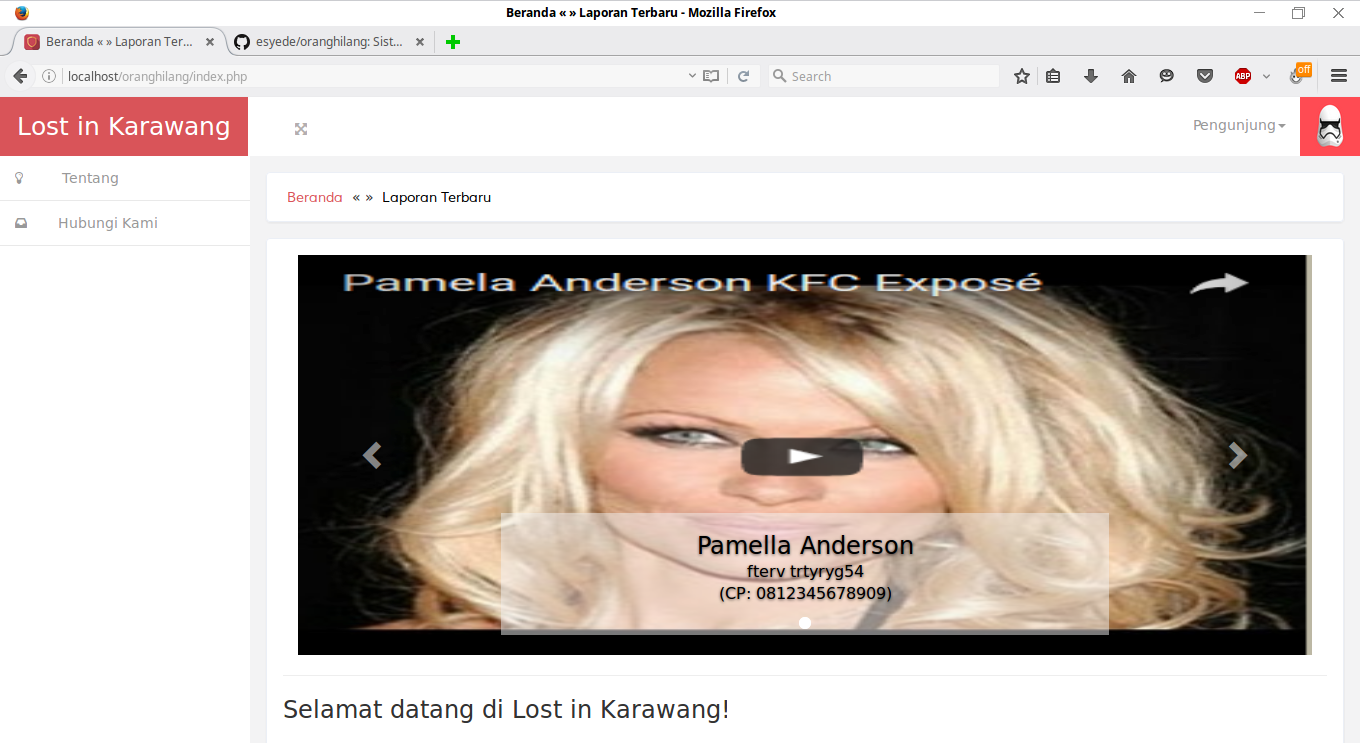 Beranda « » Laporan Terbaru - Mozilla Firefox
Beranda « » Laporan Ter...
esyede/oranghilang: Sist...
localhost/oranghilang/index.php
Search
ABP
off
Lost in Karawang
Pengunjung
Tentang
Hubungi Kami
Beranda « » Laporan Terbaru
Pamela Anderson KFC Exposé
Pamella Anderson
fterv trtyryg54
(CP: 0812345678909)
Selamat datang di Lost in Karawang!